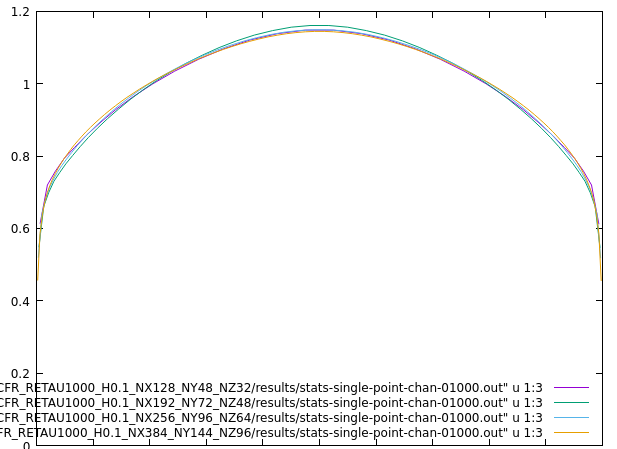 1.2
1
0.8
0.6
0.4
0.2
CFR_RETAU1000_H0.1_NX128_NY48_NZ32/results/stats-single-point-chan-01000.out" u 1:3
CFR_RETAU1000_H0.1_NX192_NY72_NZ48/results/stats-single-point-chan-01000.out" u 1:3
CFR_RETAU1000_H0.1_NX256_NY96_NZ64/results/stats-single-point-chan-01000.out" u 1:3
FR_RETAU1000_H0.1_NX384_NY144_NZ96/results/stats-single-point-chan-01000.out" u 1:3
0